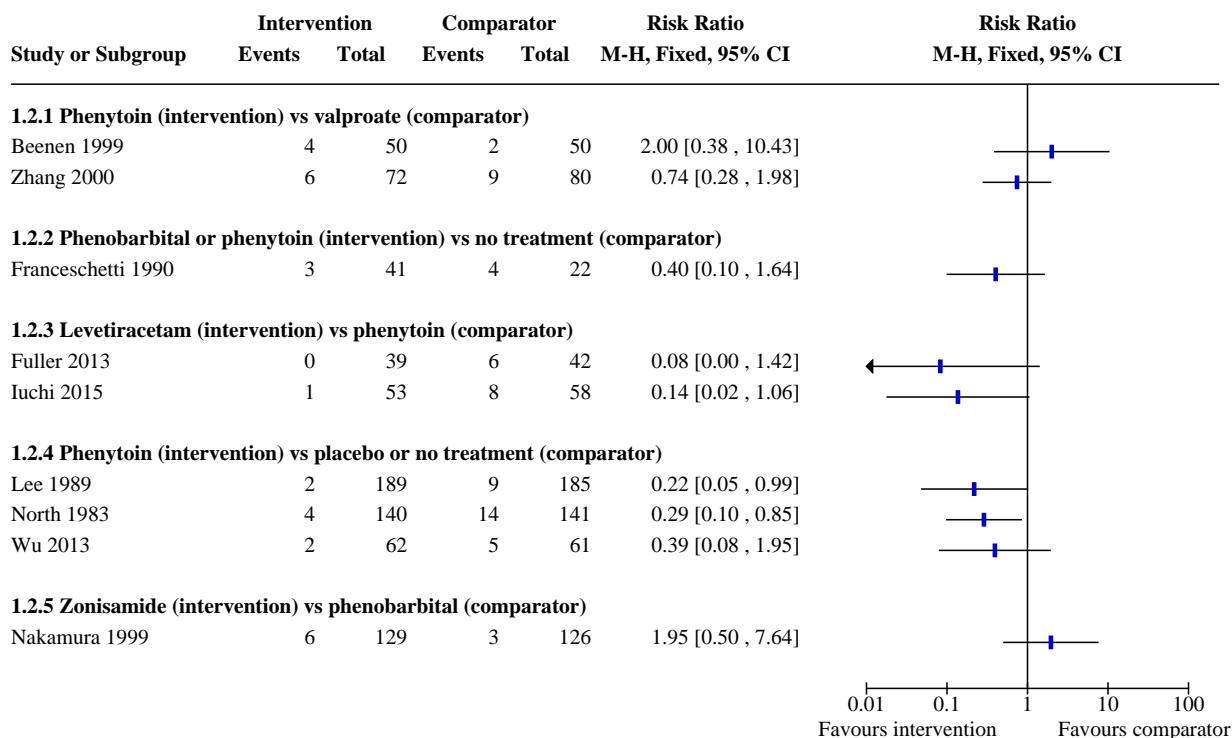 Intervention Comparator Risk Ratio Risk Ratio
Study or Subgroup Events Total Events Total M-H, Fixed, 95% CI M-H, Fixed, 95% CI
1.2.1 Phenytoin (intervention) vs valproate (comparator)
Beenen 1999 4 50 2 50 2.00 [0.38 , 10.43]
Zhang 2000 6 72 9 80 0.74 [0.28 , 1.98]
1.2.2 Phenobarbital or phenytoin (intervention) vs no treatment (comparator)
Franceschetti 1990 3 41 4 22 0.40 [0.10 , 1.64]
1.2.3 Levetiracetam (intervention) vs phenytoin (comparator)
Fuller 2013 0 39 6 42 0.08 [0.00 , 1.42]
Iuchi 2015 1 53 8 58 0.14 [0.02 , 1.06]
1.2.4 Phenytoin (intervention) vs placebo or no treatment (comparator)
Lee 1989 2 189 9 185 0.22 [0.05 , 0.99]
North 1983 4 140 14 141 0.29 [0.10 , 0.85]
Wu 2013 2 62 5 61 0.39 [0.08 , 1.95]
1.2.5 Zonisamide (intervention) vs phenobarbital (comparator)
Nakamura 1999 6 129 3 126 1.95 [0.50 , 7.64]
0.01 0.1 1 10 100
Favours intervention Favours comparator